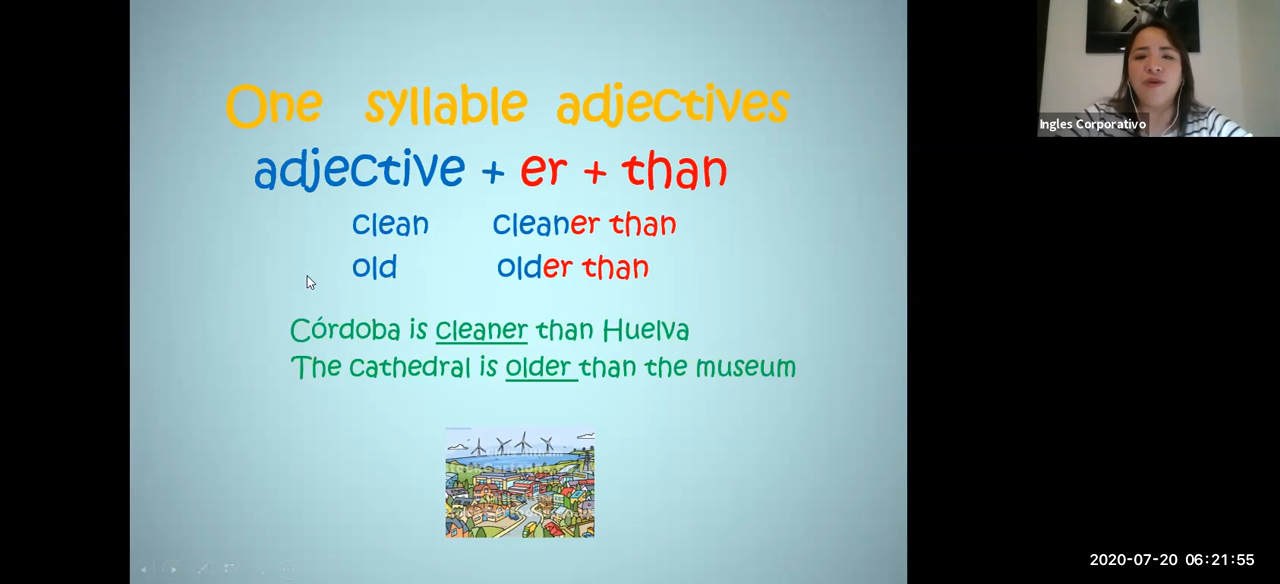 One syllable adjectives
adjective + er + than
clean cleaner than
old older than
Córdoba is cleaner than Huelva
The cathedral is older than the museum
Ingles Corporativo
2020-07-20 06:21:55